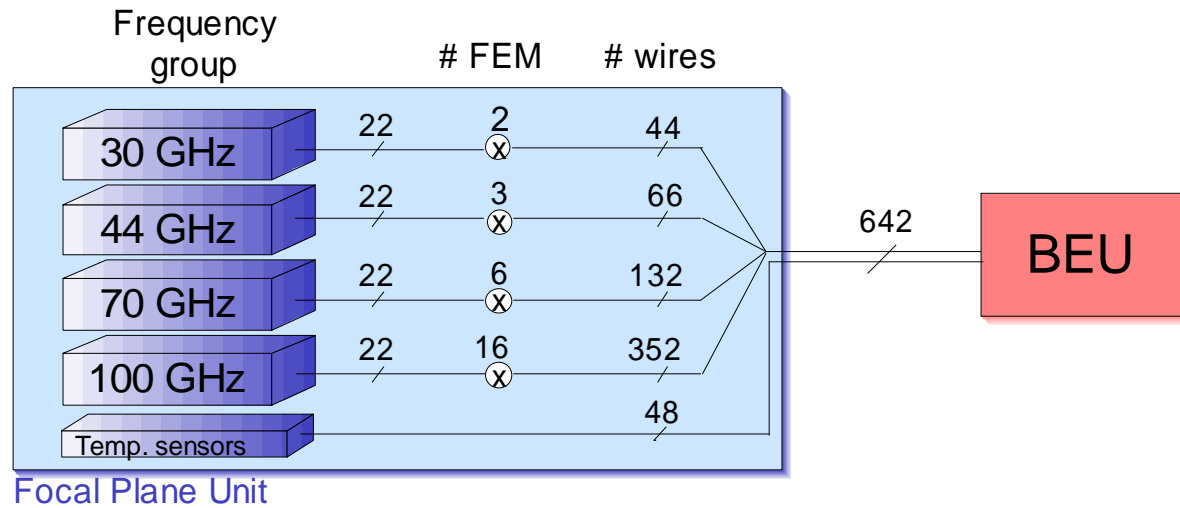 Frequency
group
# FEM
# wires
30 GHz
22
2
x
44
44 GHz
22
3
x
66
70 GHz
22
6
x
132
100 GHz
22
16
x
352
Temp. sensors
48
642
BEU
Focal Plane Unit